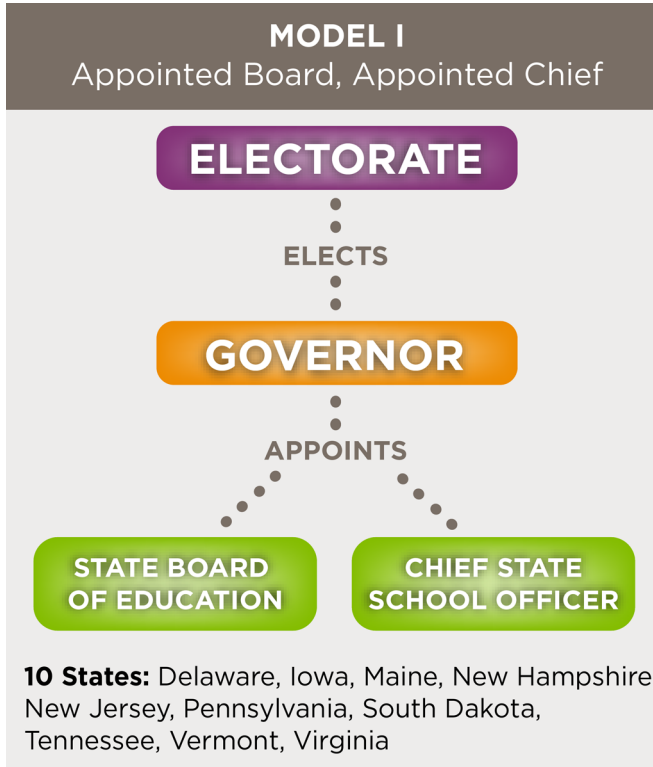 MODEL I
Appointed Board, Appointed Chief
ELECTORATE
ELECTS
GOVERNOR
APPOINTS
STATE BOARD
OF EDUCATION
CHIEF STATE
SCHOOL OFFICER
10 States: Delaware, Iowa, Maine, New Hampshire
New Jersey, Pennsylvania, South Dakota,
Tennessee, Vermont, Virginia